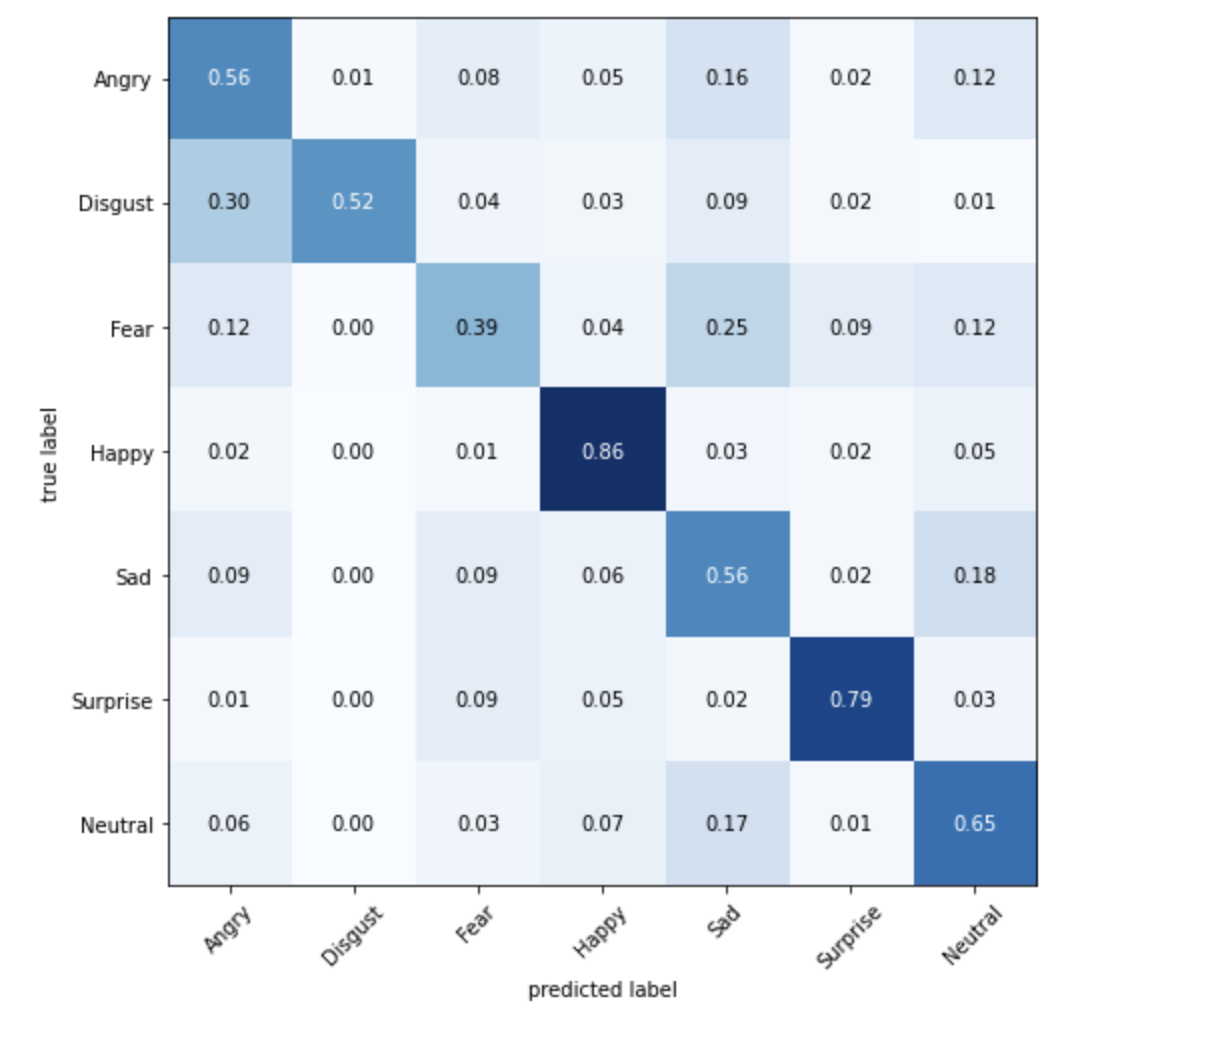 Angry 0.56 0.01 0.08 0.05 0.16 0.02 0.12
Disgust 0.30 0.52 0.04 0.03 0.09 0.02 0.01
Fear 0.12 0.00 0.39 0.04 0.25 0.09 0.12
Happy 0.02 0.00 0.01 0.86 0.03 0.02 0.05
Sad 0.09 0.00 0.09 0.06 0.56 0.02 0.18
Surprise 0.01 0.00 0.09 0.05 0.02 0.79 0.03
Neutral 0.06 0.00 0.03 0.07 0.17 0.01 0.65
true label
Angry Disgust Fear Happy Sad Surprise Neutral
predicted label